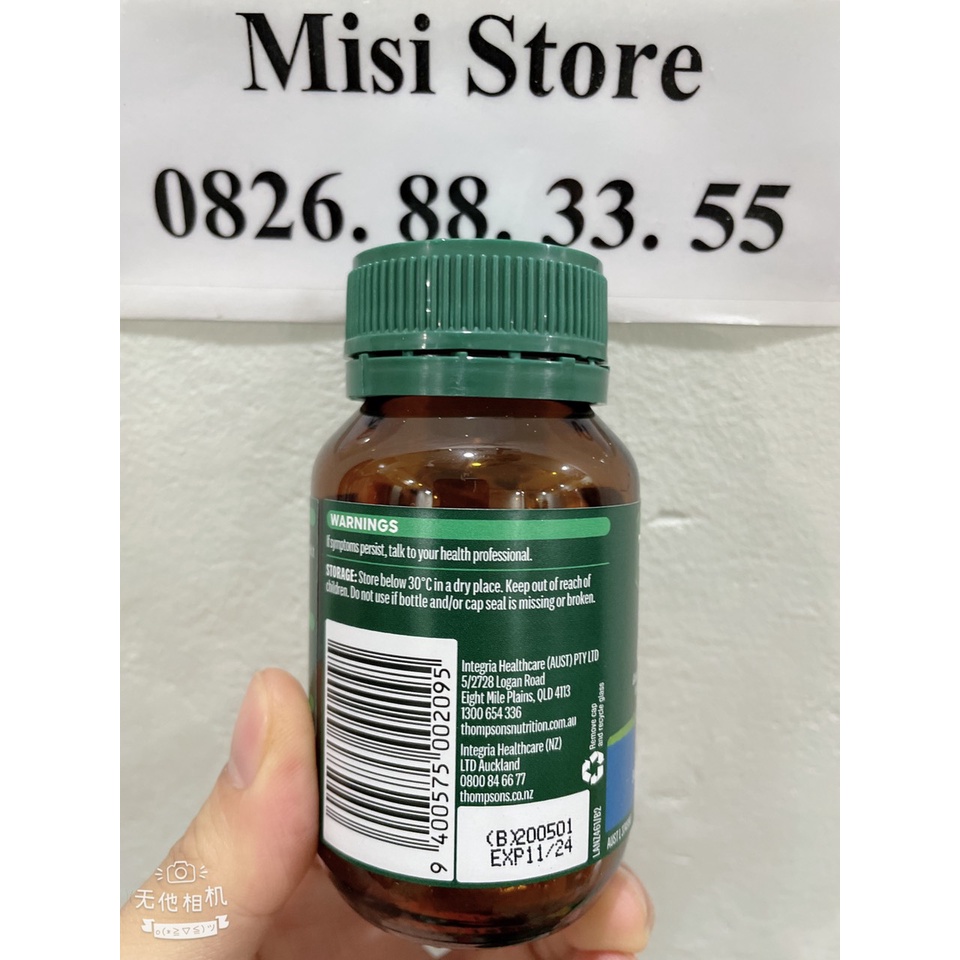 Misi Store
0826. 88. 33. 55
WARNINGS
If symptoms persist, talk to your health professional.
STORAGE: Store below 30°C in a dry place. Keep out of reach of
children. Do not use if bottle and/or cap seal is missing or broken.
Integria Healthcare (AUST) PTY LTD
5/2728 Logan Road
Eight Mile Plains, QLD 4113
1300 654 336
thompsonsnutrition.com.au
Integria Healthcare (NZ)
LTD Auckland
0800 84 66 77
thompsons.co.nz
9 400575 002095
Remove cap
and recycle glass
LAN2461/B2
AUST L
(B)200501
EXP11/24
无他相机
o(*≧▽≦)ツ